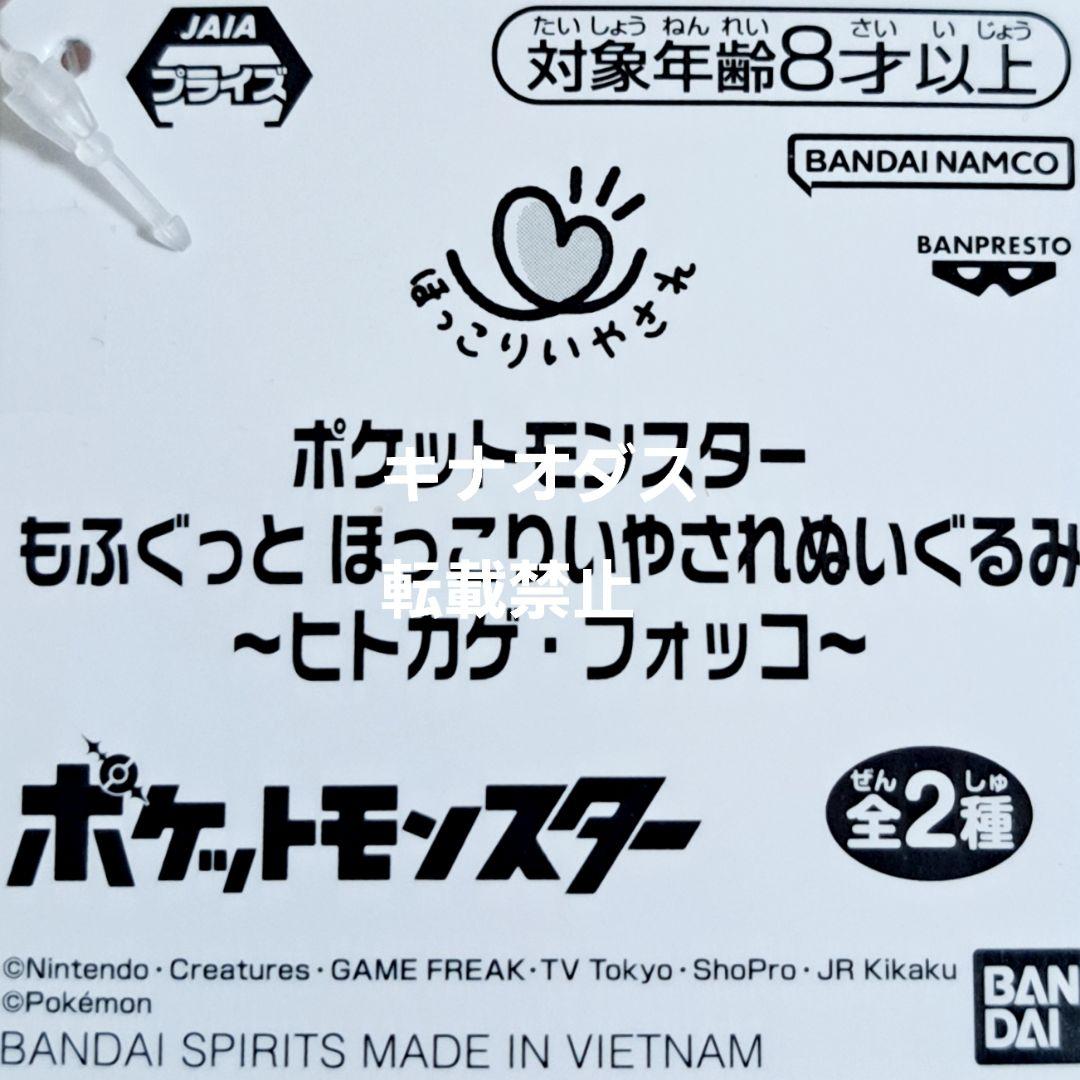 JAIA
プライズ
たいしょうねんれい さい いじょう
対象年齢8才以上
BANDAI NAMCO
BANPRESTO
ほっこりいやされ
ポケットモンスター
キナオダス
もふぐっと ほっこりいやされぬいぐるみ
転載禁止
~ヒトカゲ・フォッコ~
ポケットモンスター
ぜん しゅ
全2種
©Nintendo・Creatures・GAME FREAK・TV Tokyo・ShoPro・JR Kikaku
©Pokémon
BANDAI SPIRITS MADE IN VIETNAM
BAN
DAI